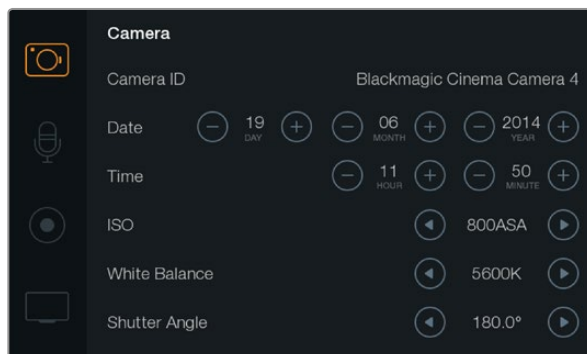 Camera
Camera ID Blackmagic Cinema Camera 4
Date 19 06 2014
DAY MONTH YEAR
Time 11 50
HOUR MINUTE
ISO 800ASA
White Balance 5600K
Shutter Angle 180.0°